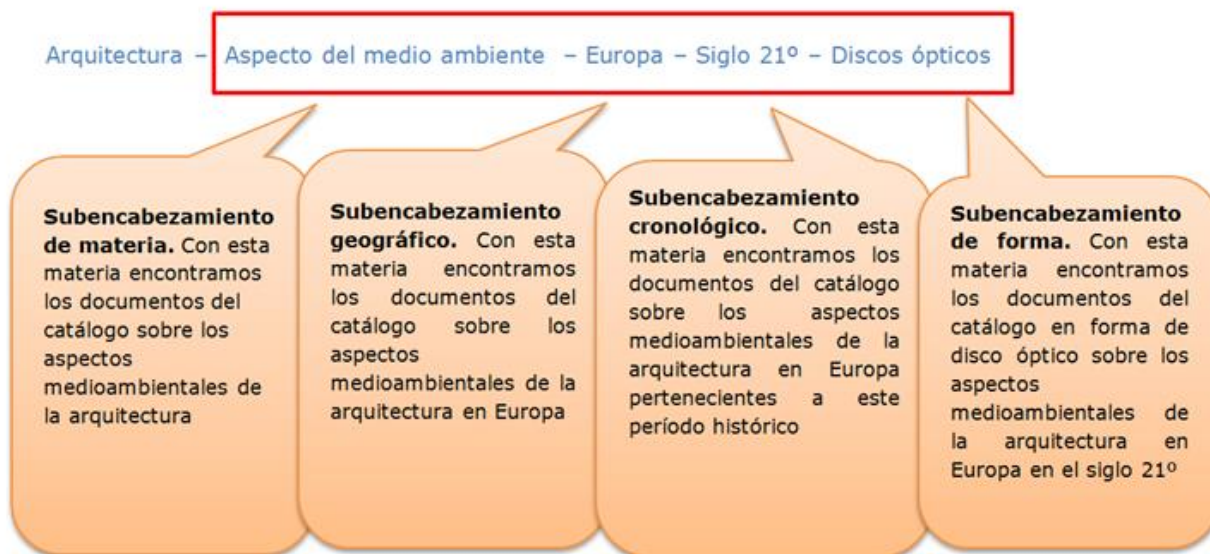 Arquitectura – Aspecto del medio ambiente – Europa – Siglo 21º – Discos ópticos
Subencabezamiento
de materia. Con esta
materia encontramos
los documentos del
catálogo sobre los
aspectos
medioambientales de
la arquitectura
Subencabezamiento
geográfico. Con esta
materia encontramos
los documentos del
catálogo sobre los
aspectos
medioambientales de la
arquitectura en Europa
Subencabezamiento
cronológico. Con esta
materia encontramos los
documentos del catálogo
sobre los aspectos
medioambientales de la
arquitectura en Europa
pertenecientes a este
período histórico
Subencabezamiento
de forma. Con esta
materia encontramos
los documentos del
catálogo en forma de
disco óptico sobre los
aspectos
medioambientales de
la arquitectura en
Europa en el siglo 21º